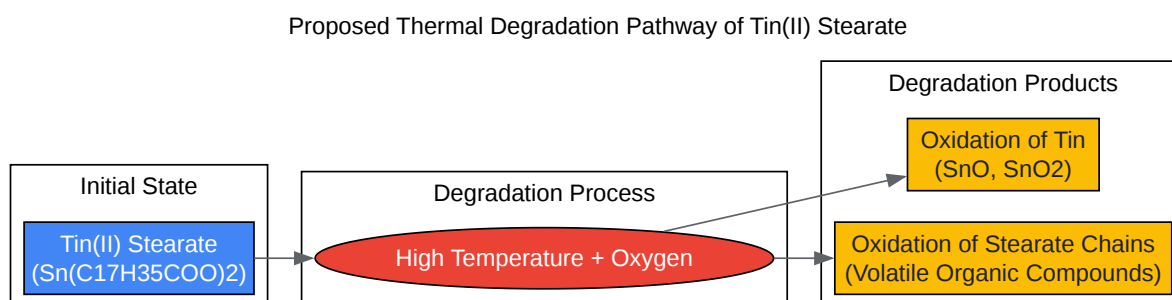 Proposed Thermal Degradation Pathway of Tin(II) Stearate
Initial State
Tin(II) Stearate
(Sn(C17H35COO)2)
Degradation Process
High Temperature + Oxygen
Degradation Products
Oxidation of Tin
(SnO, SnO2)
Oxidation of Stearate Chains
(Volatile Organic Compounds)